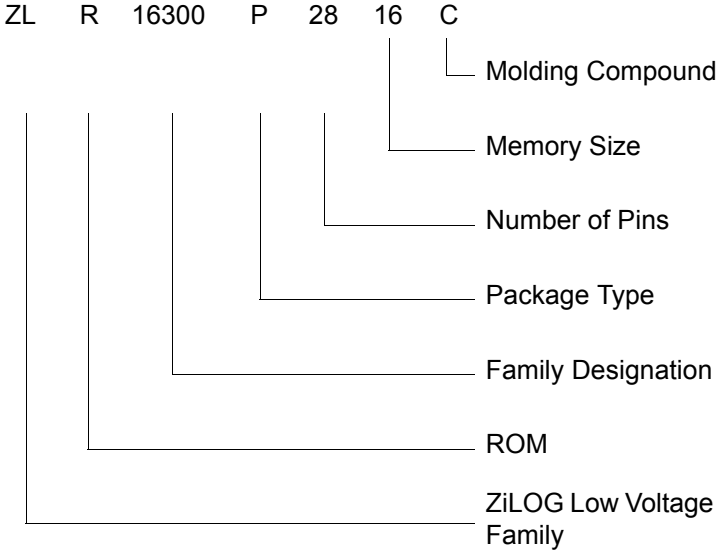 ZL R 16300 P 28 16 C
Molding Compound
Memory Size
Number of Pins
Package Type
Family Designation
ROM
ZiLOG Low Voltage
Family